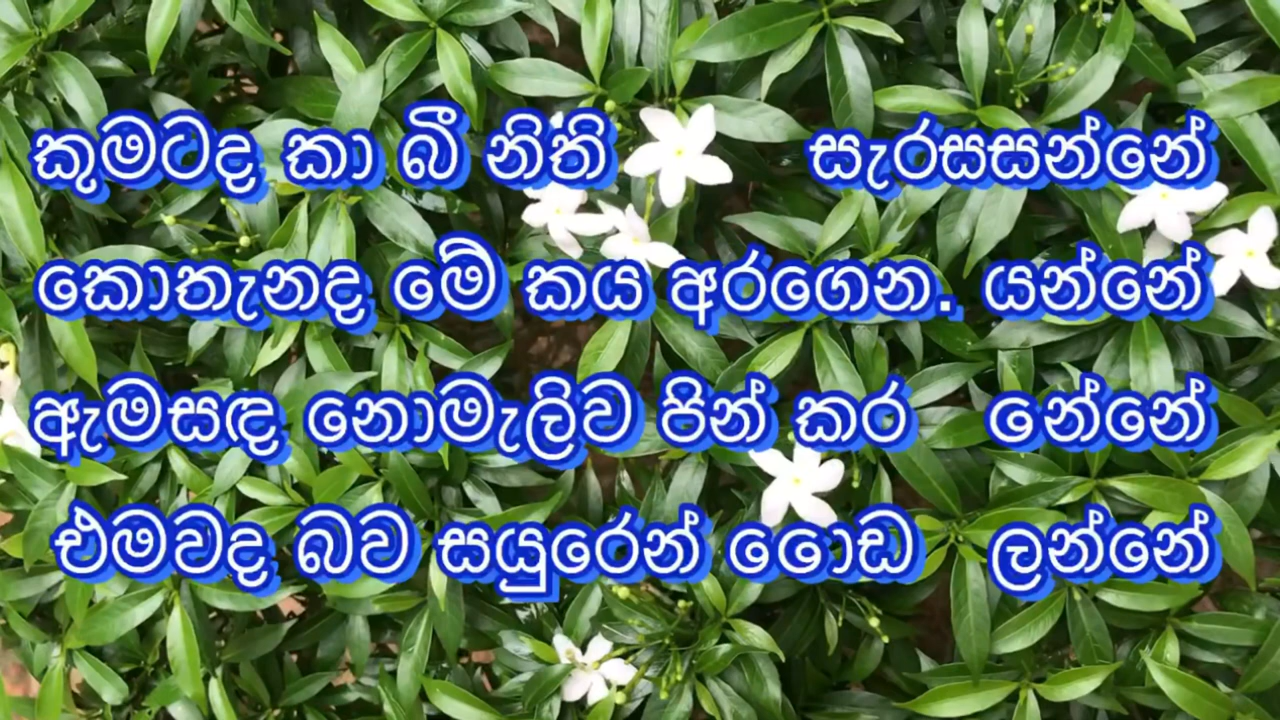 කුමටද කා බී නිති සැරසසන්නේ
කොතැනද මේ කය අරගෙන. යන්නේ
ඇමසඳ නොමැලිව පින් කර නේන්නේ
එමවද බව සයුරෙන් ගොඩ ලන්නේ